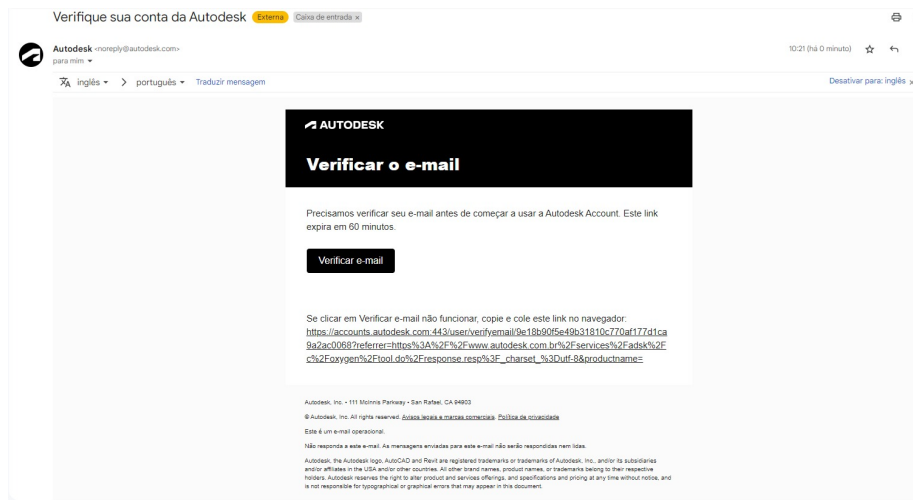 Verifique sua conta da Autodesk Externa Caixa de entrada ×
Autodesk <noreply@autodesk.com> 10:21 (há 0 minuto)
para mim
inglês > português Traduzir mensagem Desativar para: inglês ×
AUTODESK
Verificar o e-mail
Precisamos verificar seu e-mail antes de começar a usar a Autodesk Account. Este link
expira em 60 minutos.
Verificar e-mail
Se clicar em Verificar e-mail não funcionar, copie e cole este link no navegador:
https://accounts.autodesk.com:443/user/verifyemail/9e18b90f5e49b31810c770af177d1ca
9a2ac0068?referrer=https%3A%2F%2Fwww.autodesk.com.br%2Fservices%2Fadsk%2F
c%2Foxygen%2Ftool.do%2Fresponse.resp%3F_charset_%3Dutf-8&productname=
Autodesk, Inc. - 111 McInnis Parkway - San Rafael, CA 94903
© Autodesk, Inc. All rights reserved. Avisos legais e marcas comerciais. Política de privacidade
Este é um e-mail operacional.
Não responda a este e-mail. As mensagens enviadas para este e-mail não serão respondidas nem lidas.
Autodesk, the Autodesk logo, AutoCAD and Revit are registered trademarks or trademarks of Autodesk, Inc., and/or its subsidiaries
and/or affiliates in the USA and/or other countries. All other brand names, product names, or trademarks belong to their respective
holders. Autodesk reserves the right to alter product and services offerings, and specifications and pricing at any time without notice, and
is not responsible for typographical or graphical errors that may appear in this document.